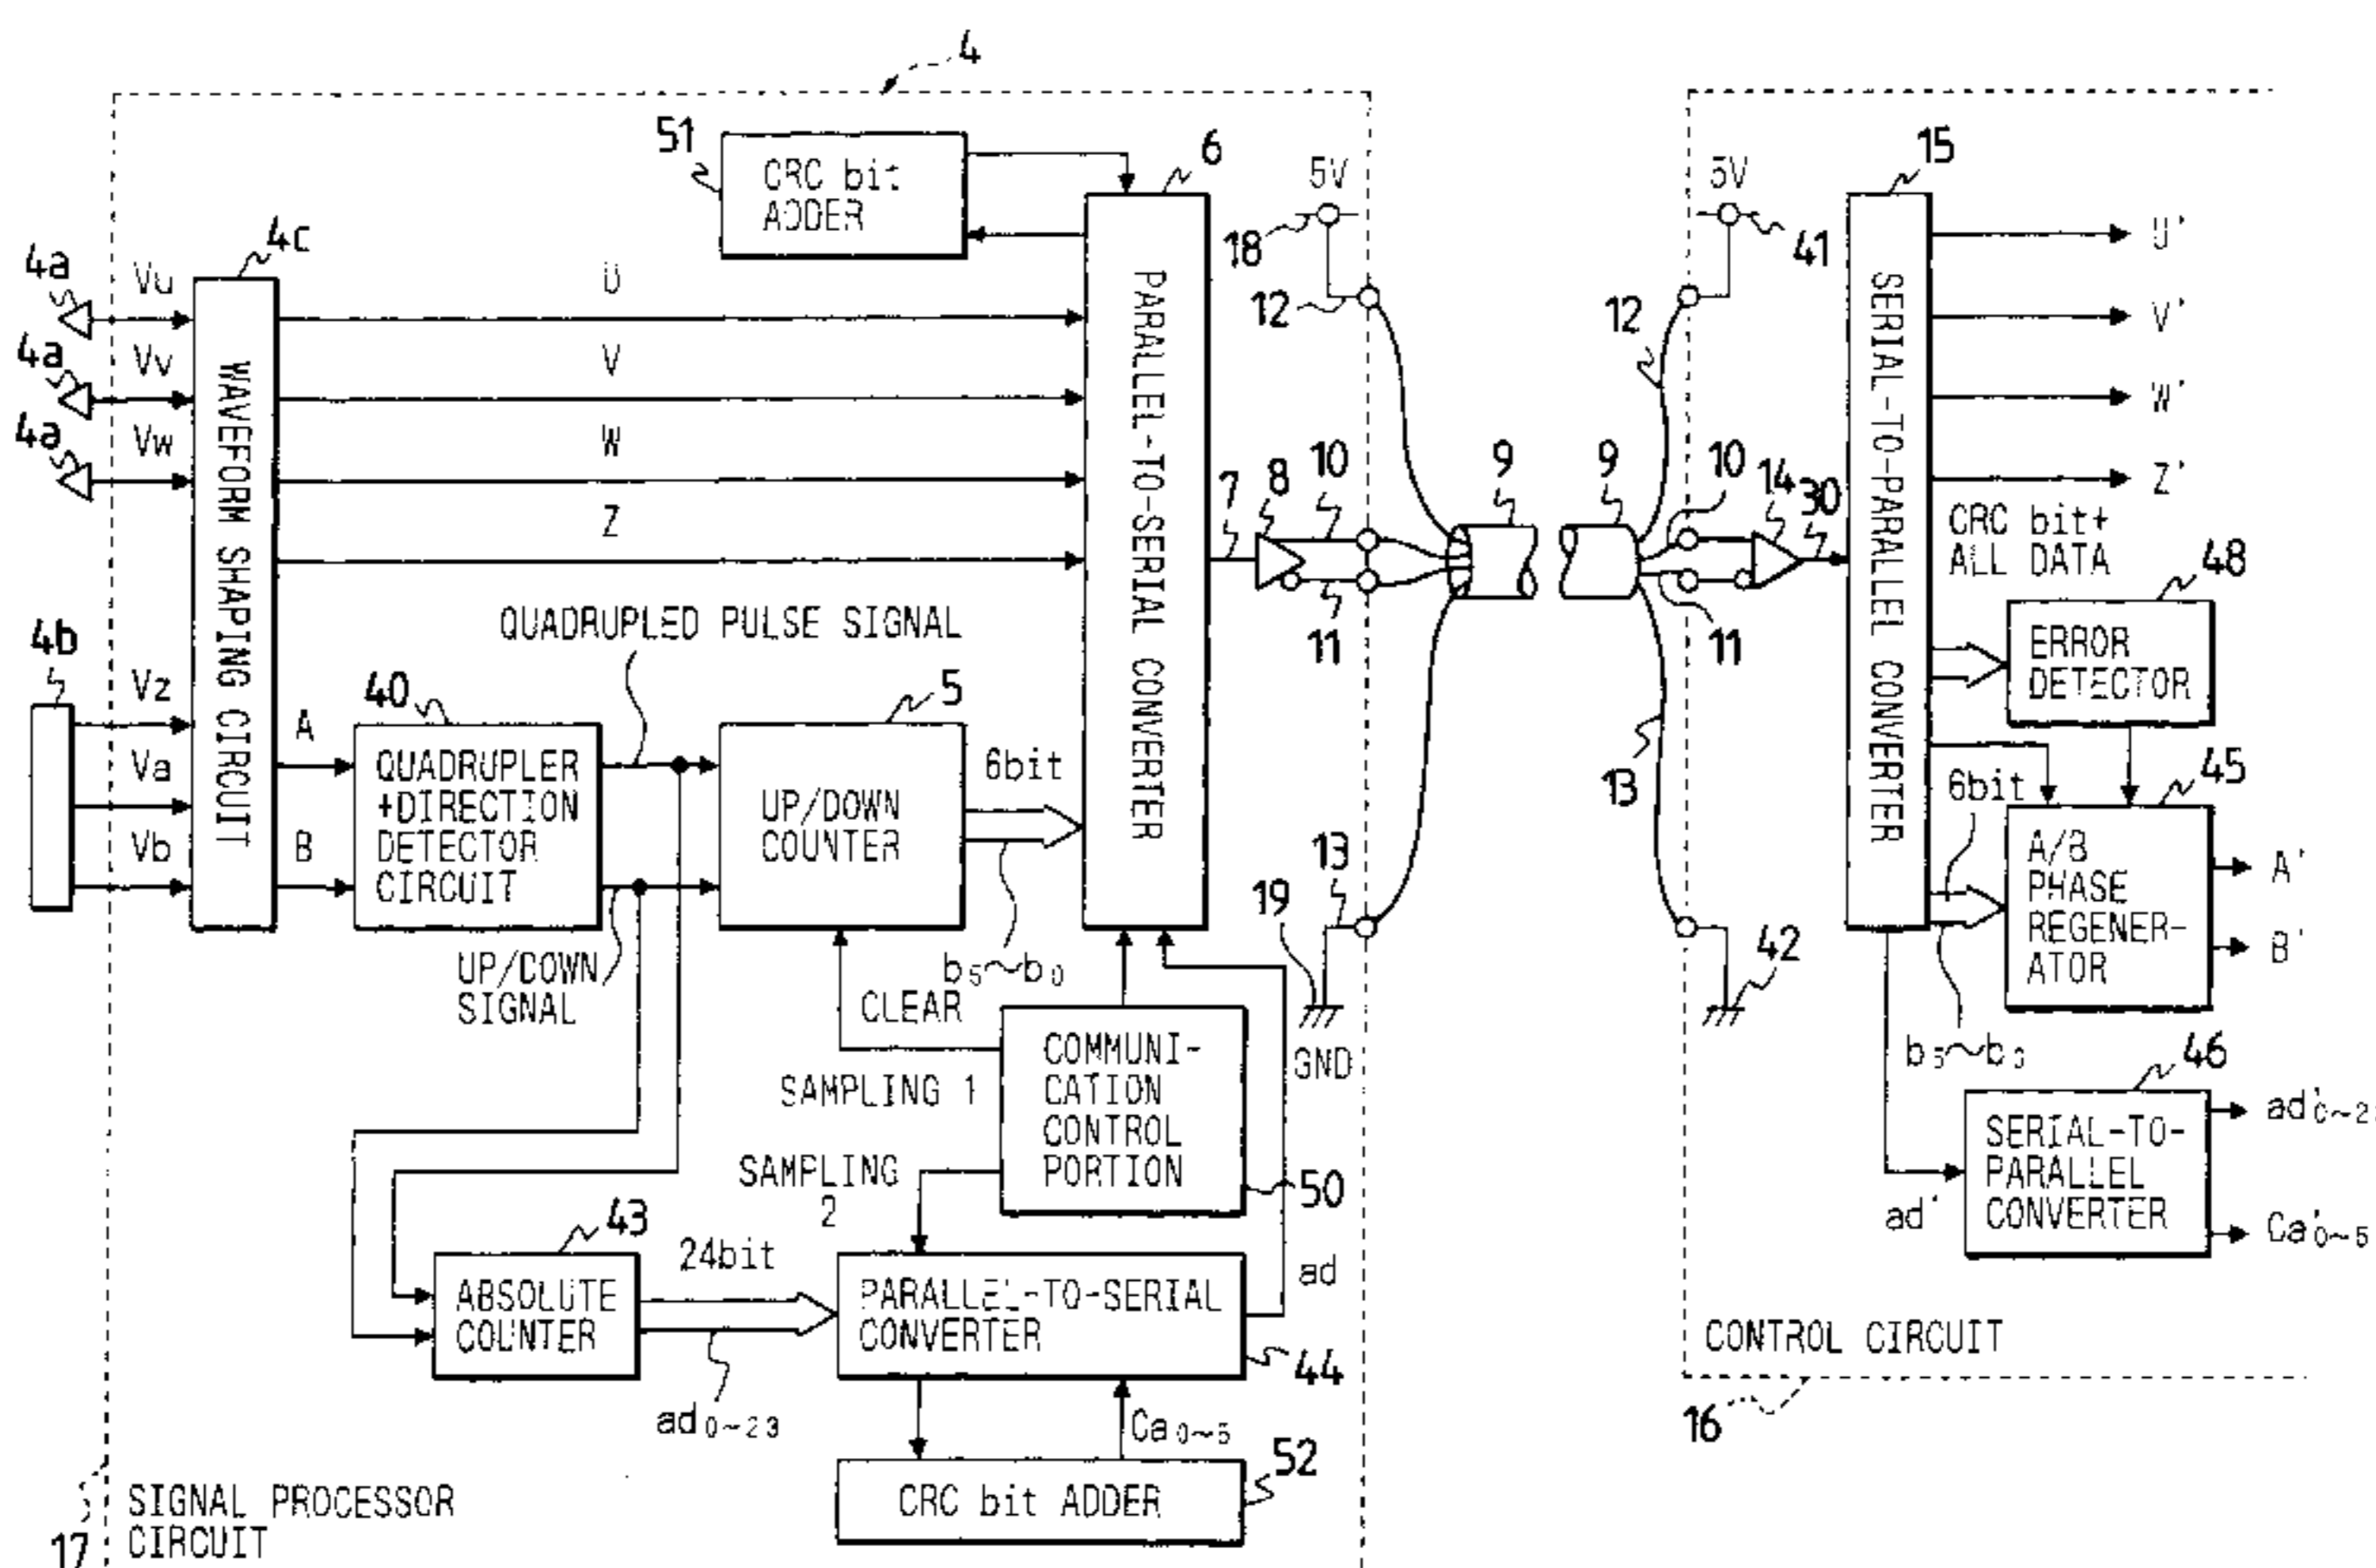 4
51
CRC bit
ADDER
6
5V
18
12
5V
41
15
4c
4a
Vu
U
4a
Vv
V
4a
Vw
W
Z
WAVEFORM SHAPING CIRCUIT
PARALLEL-TO-SERIAL CONVERTER
7
8
10
11
9
9
12
10
14
30
11
13
SERIAL-TO-PARALLEL CONVERTER
U'
V'
W'
Z'
CRC bit+
ALL DATA
48
ERROR
DETECTOR
4b
Vz
Va
Vb
A
B
QUADRUPLED PULSE SIGNAL
40
QUADRUPLER
+DIRECTION
DETECTOR
CIRCUIT
5
UP/DOWN
COUNTER
6bit
b5~b0
UP/DOWN
SIGNAL
CLEAR
SAMPLING 1
SAMPLING
2
COMMUNI-
CATION
CONTROL
PORTION
50
13
19
GND
42
6bit
45
A/B
PHASE
REGENER-
ATOR
A'
B'
b5~b0
46
SERIAL-TO-
PARALLEL
CONVERTER
ad'
ad'0~2
Ca'0~5
43
ABSOLUTE
COUNTER
24bit
ad0~23
PARALLEL-TO-SERIAL
CONVERTER
44
ad
Ca0~5
CRC bit ADDER
52
CONTROL CIRCUIT
16
SIGNAL PROCESSOR
CIRCUIT
17